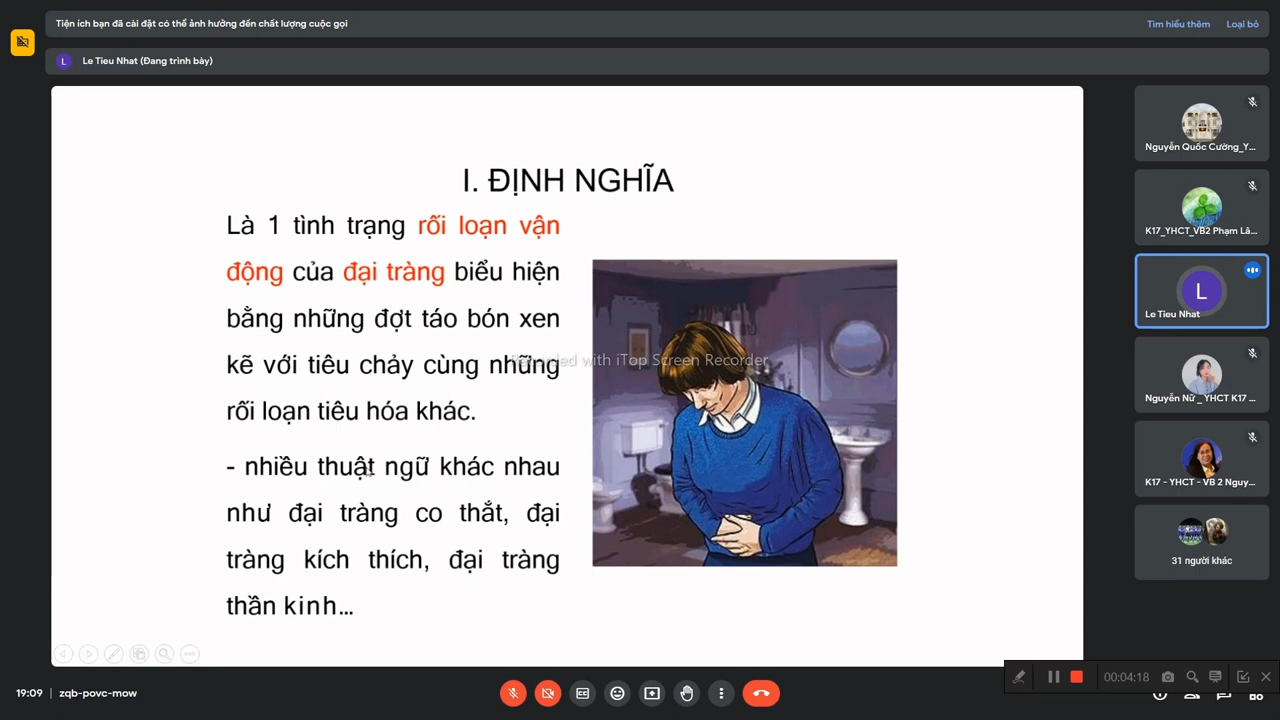 Tiện ích bạn đã cài đặt có thể ảnh hưởng đến chất lượng cuộc gọi
Tìm hiểu thêm
Loại bỏ
L
Le Tieu Nhat (Đang trình bày)
I. ĐỊNH NGHĨA
Là 1 tình trạng rối loạn vận
động của đại tràng biểu hiện
bằng những đợt táo bón xen
kẽ với tiêu chảy cùng những
rối loạn tiêu hóa khác.
- nhiều thuật ngữ khác nhau
như đại tràng co thắt, đại
tràng kích thích, đại tràng
thần kinh...
Recorded with iTop Screen Recorder
Nguyễn Quốc Cường_Y...
K17_YHCT_VB2 Phạm Lâ...
L
Le Tieu Nhat
Nguyễn Nữ _ YHCT K17 ...
K17 - YHCT - VB 2 Nguy...
31 người khác
19:09 | zqb-povc-mow
00:04:18